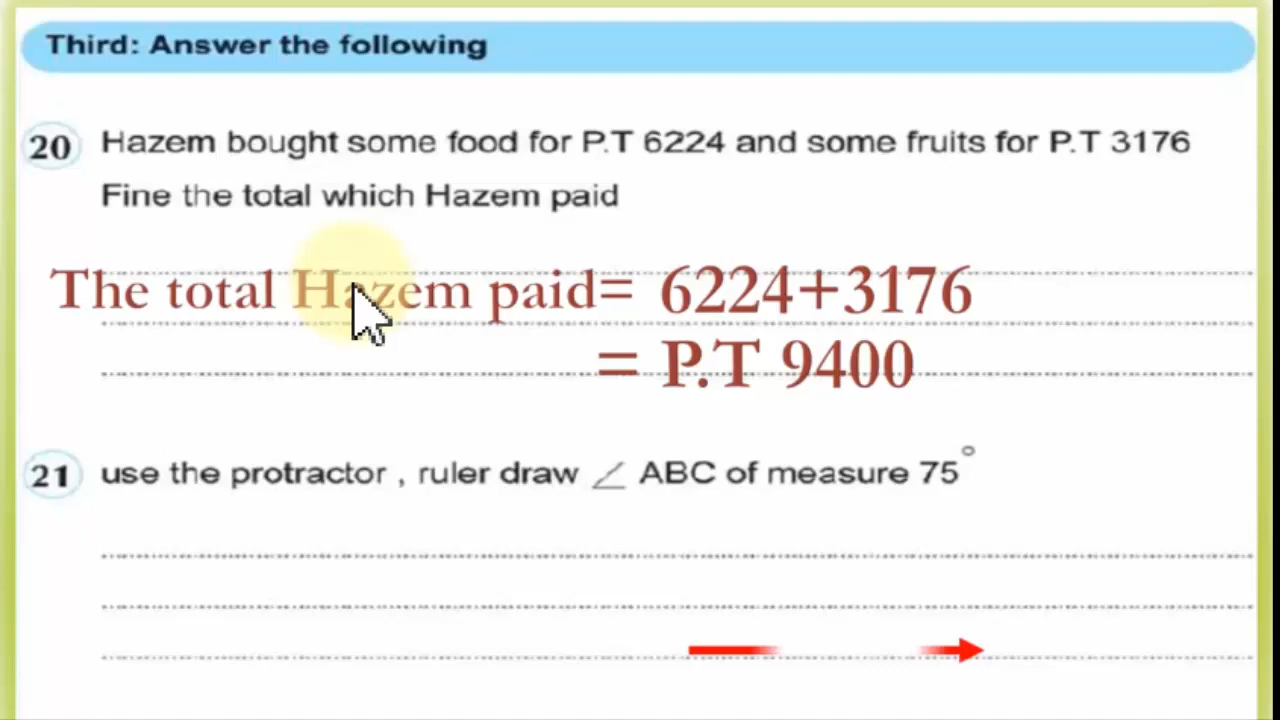 Third: Answer the following
20 Hazem bought some food for P.T 6224 and some fruits for P.T 3176
Fine the total which Hazem paid
The total Hazem paid= 6224+3176
= P.T 9400
21 use the protractor , ruler draw ∠ ABC of measure 75°